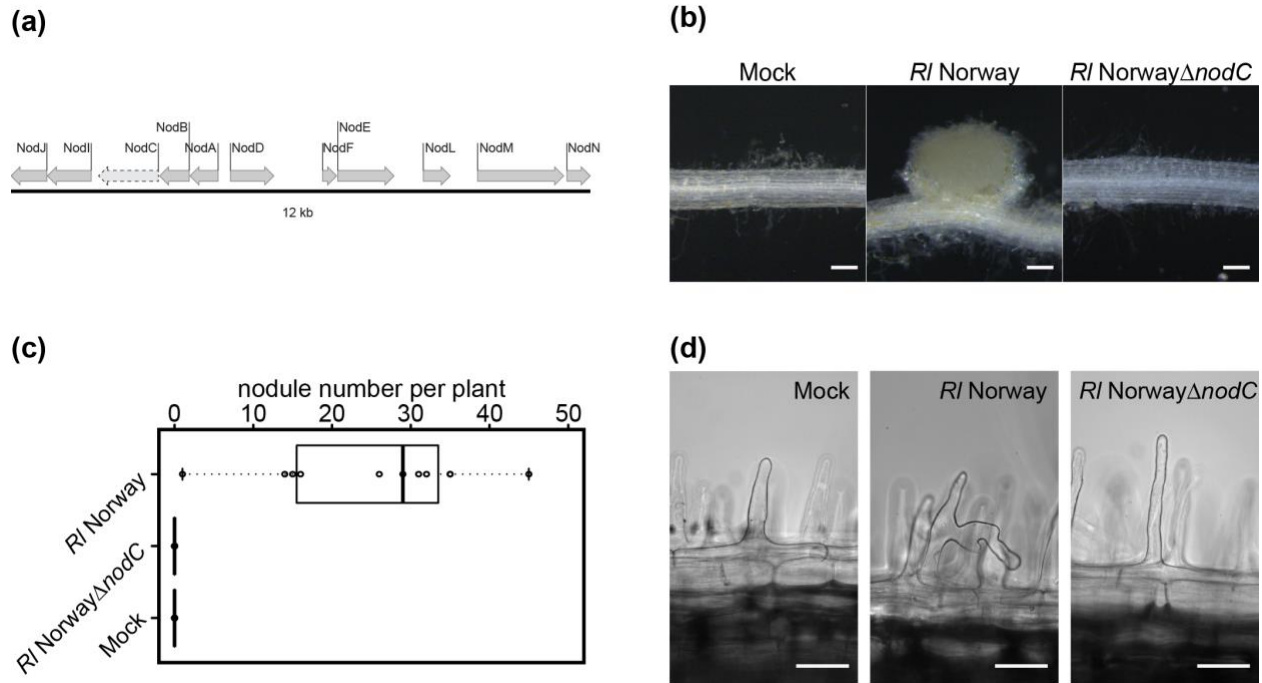 (a)
NodB
NodE
NodJ NodI NodC NodA NodD NodF NodL NodM NodN
12 kb
(b)
Mock Rl Norway Rl NorwayΔnodC
(c)
nodule number per plant
0 10 20 30 40 50
Rl Norway
Rl NorwayΔnodC
Mock
(d)
Mock Rl Norway Rl NorwayΔnodC